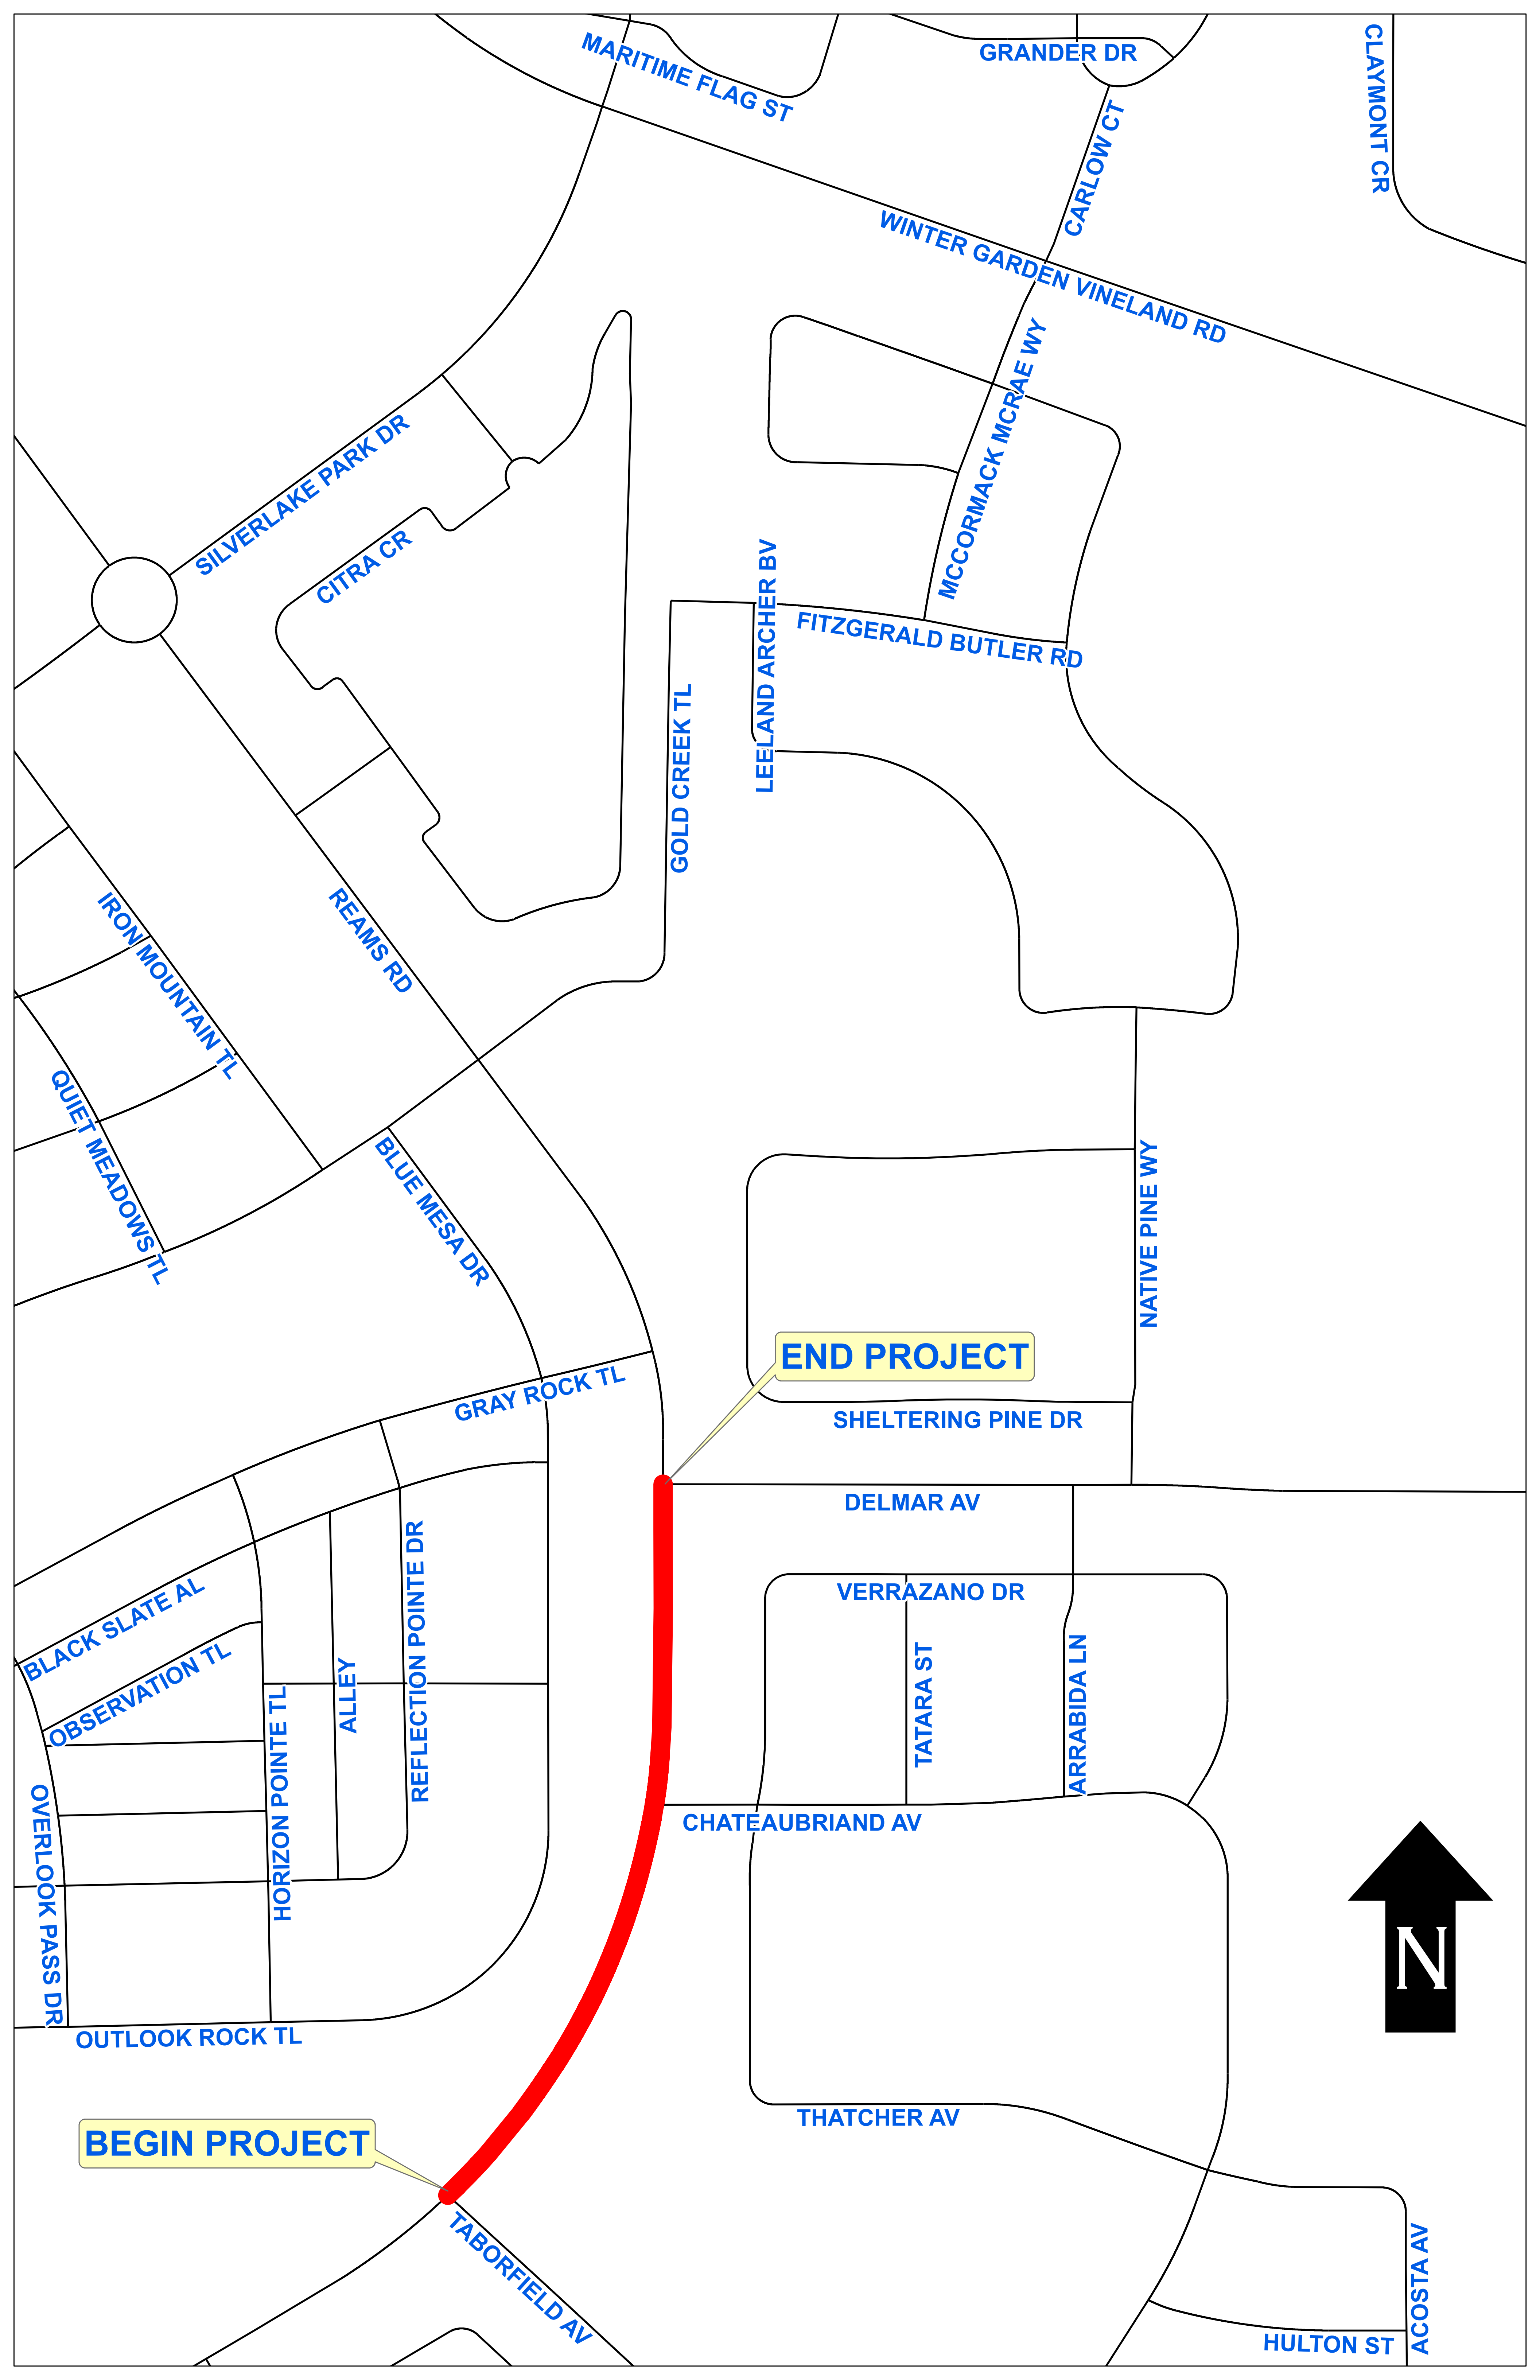 MARITIME FLAG ST
GRANDER DR
CLAYMONT CR
CARLOW CT
WINTER GARDEN VINELAND RD
MCCORMACK MCRAE WY
SILVERLAKE PARK DR
CITRA CR
LEELAND ARCHER BV
FITZGERALD BUTLER RD
GOLD CREEK TL
IRON MOUNTAIN TL
REAMS RD
QUIET MEADOWS TL
BLUE MESA DR
NATIVE PINE WY
END PROJECT
GRAY ROCK TL
SHELTERING PINE DR
DELMAR AV
BLACK SLATE AL
OBSERVATION TL
ALLEY
REFLECTION POINTE DR
VERRAZANO DR
TATARA ST
ARRABIDA LN
HORIZON POINTE TL
OVERLOOK PASS DR
CHATEAUBRIAND AV
N
OUTLOOK ROCK TL
THATCHER AV
BEGIN PROJECT
TABORFIELD AV
ACOSTA AV
HULTON ST